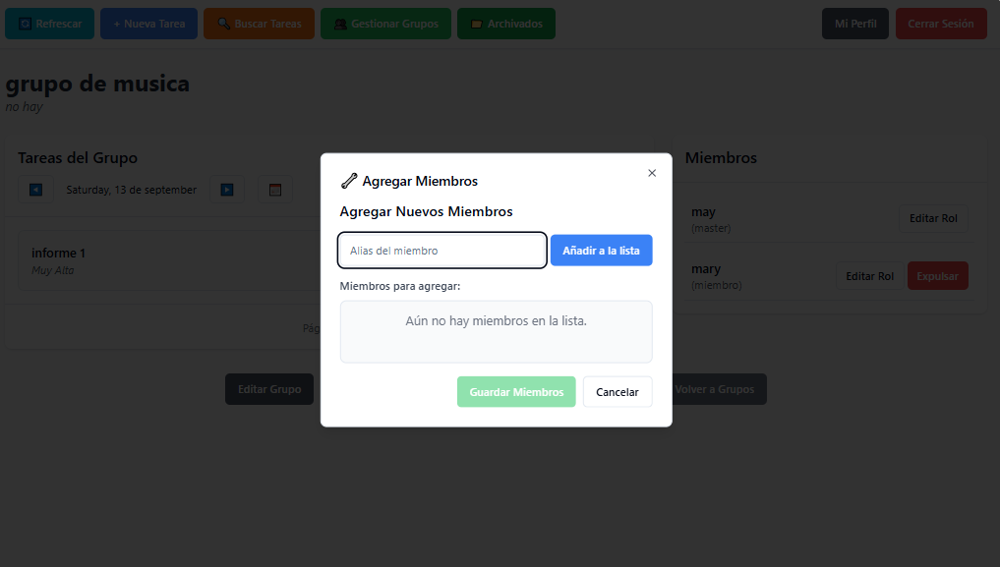 Refrescar
+ Nueva Tarea
Buscar Tareas
Gestionar Grupos
Archivados
Mi Perfil
Cerrar Sesión
grupo de musica
no hay
Tareas del Grupo
Saturday, 13 de september
informe 1
Muy Alta
Pág
Editar Grupo
Agregar Miembros
×
Agregar Nuevos Miembros
Alias del miembro
Añadir a la lista
Miembros para agregar:
Aún no hay miembros en la lista.
Guardar Miembros
Cancelar
Miembros
may
(master)
Editar Rol
mary
(miembro)
Editar Rol
Expulsar
Volver a Grupos